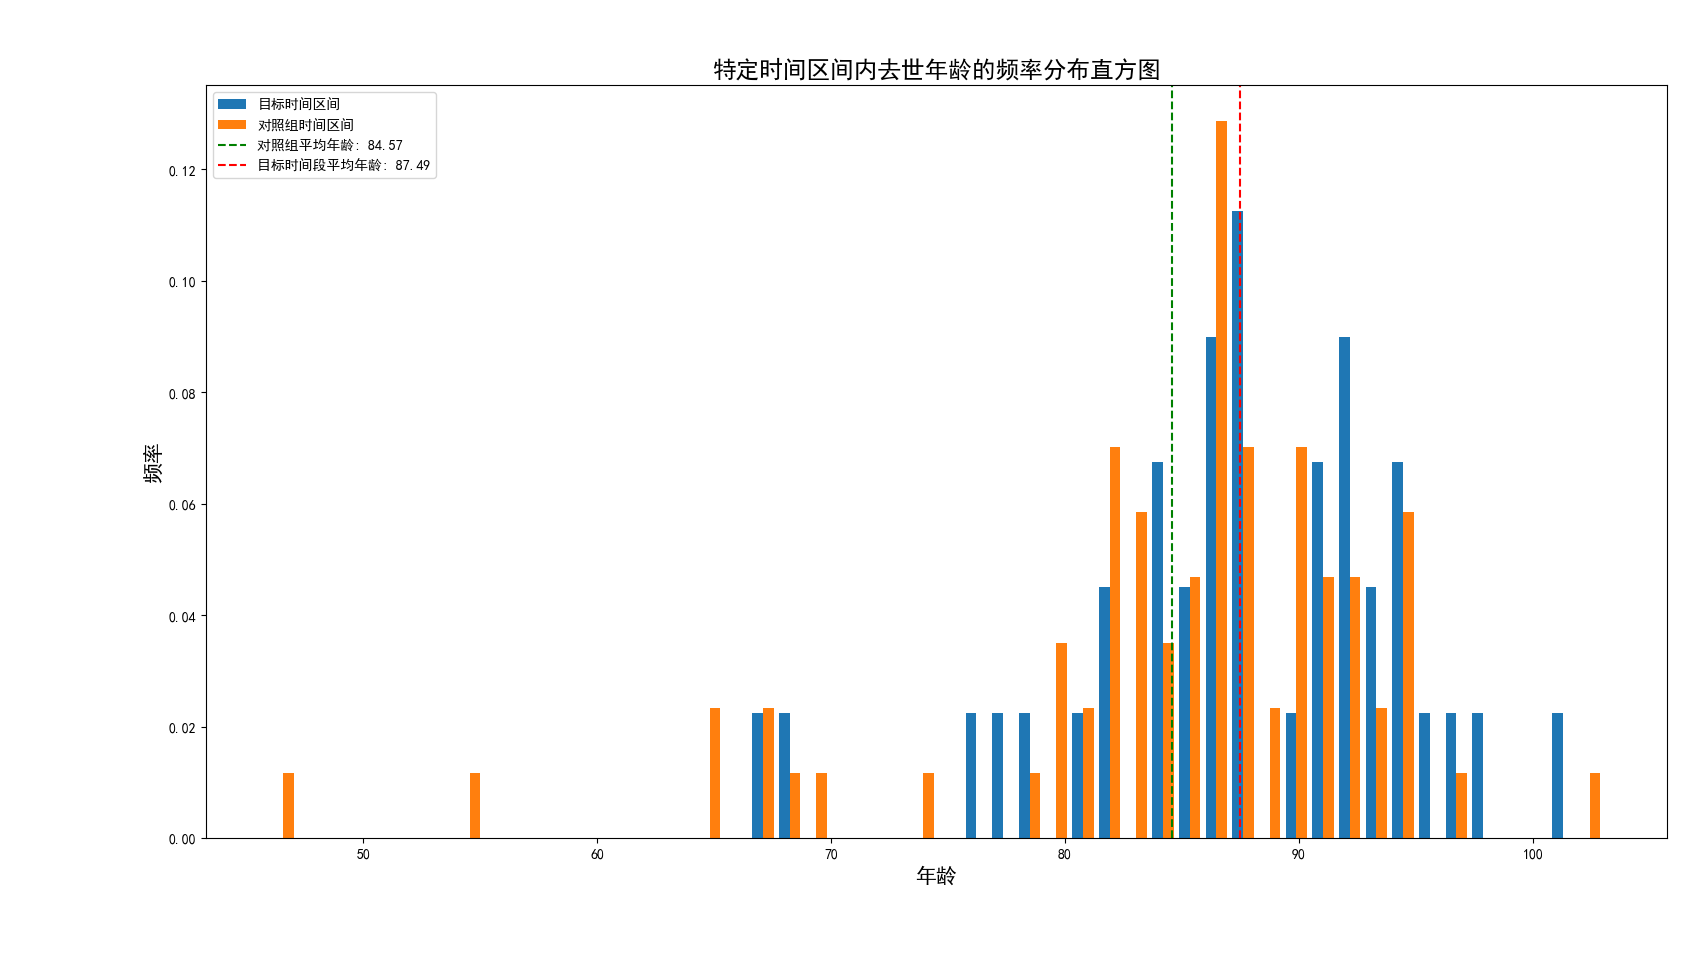 特定时间区间内去世年龄的频率分布直方图
目标时间区间
对照组时间区间
对照组平均年龄: 84.57
目标时间段平均年龄: 87.49
0.12
0.10
0.08
0.06
0.04
0.02
0.00
频率
50 60 70 80 90 100
年龄